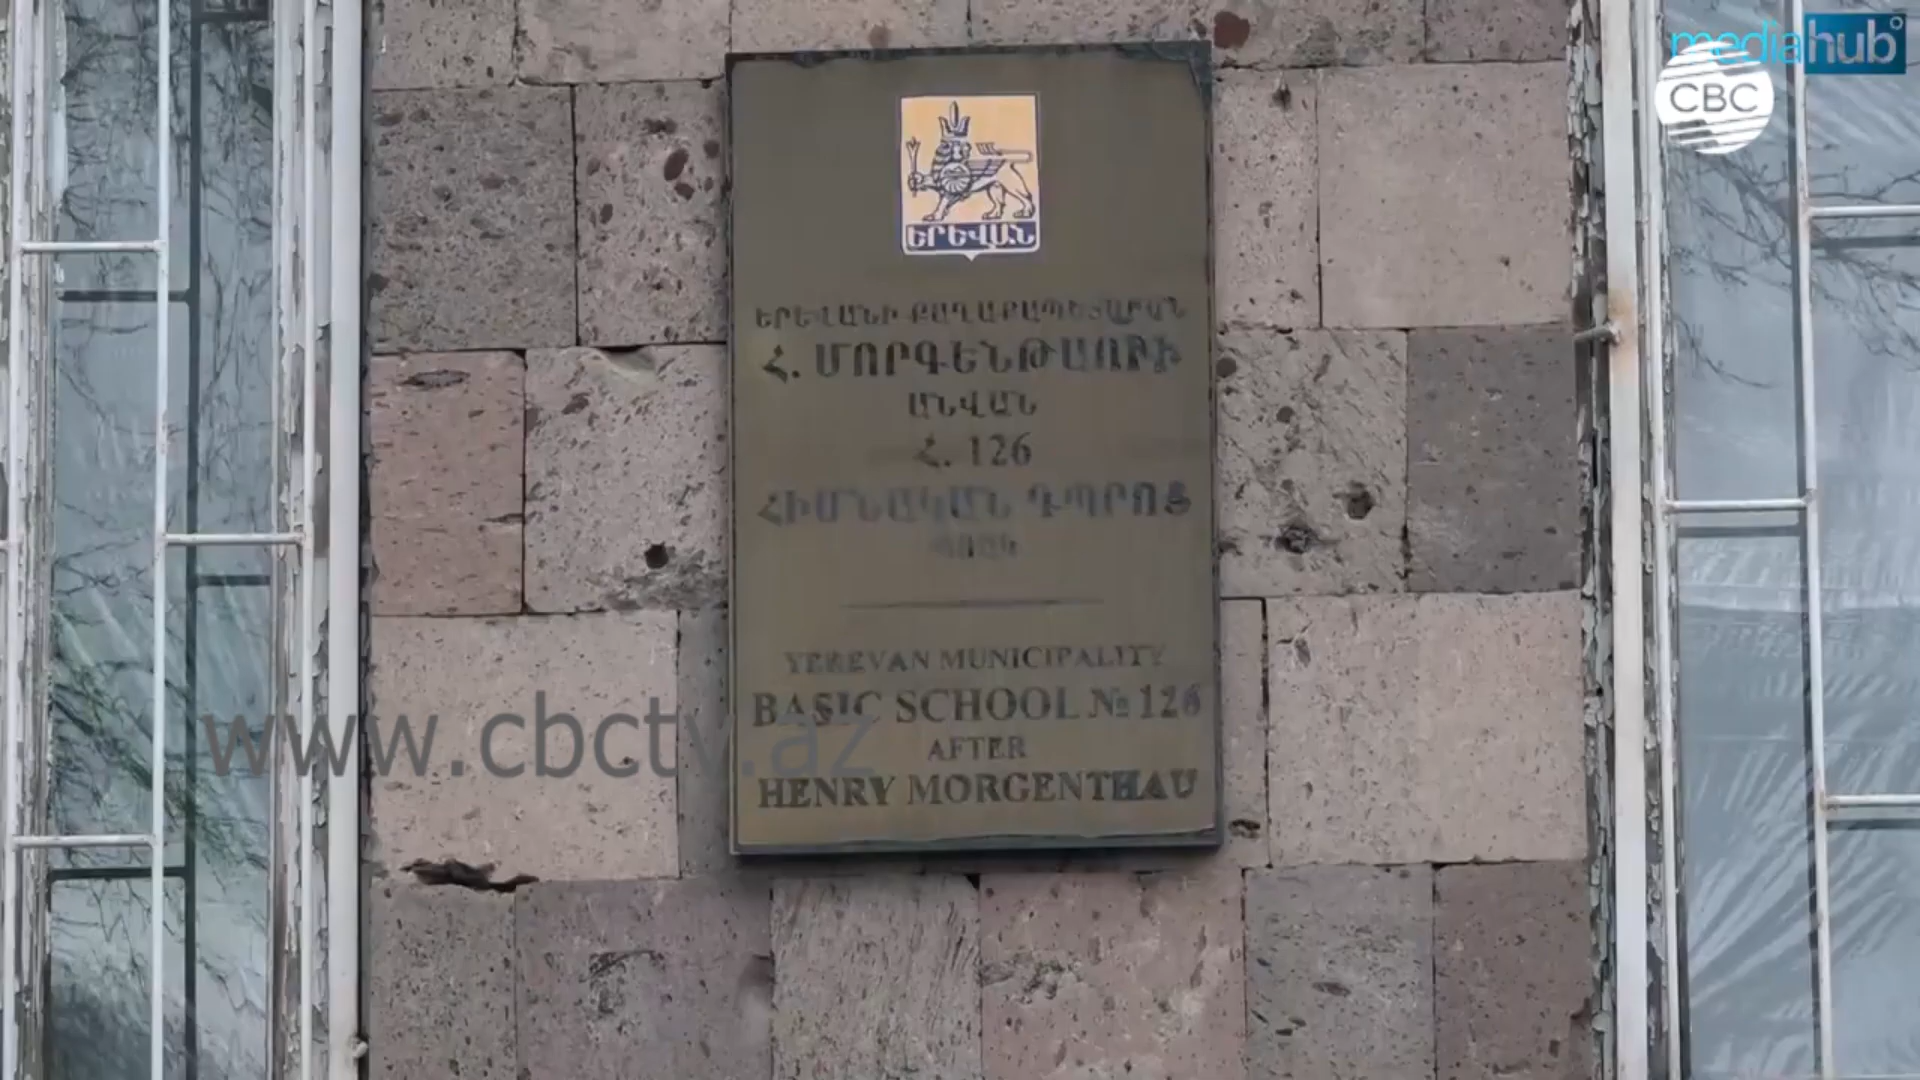 mediahub
CBC
ԵՐԵՎԱՆ
ԵՐԵՎԱՆԻ ՔԱՂԱՔԱՊԵՏԱՐԱՆ
Հ. ՄՈՐԳԵՆԹԱՈՒԻ
ԱՆՎԱՆ
Հ. 126
ՀԻՄՆԱԿԱՆ ԴՊՐՈՑ
ՊՈԱԿ
YEREVAN MUNICIPALITY
BASIC SCHOOL № 126
AFTER
HENRY MORGENTHAU
www.cbctv.az